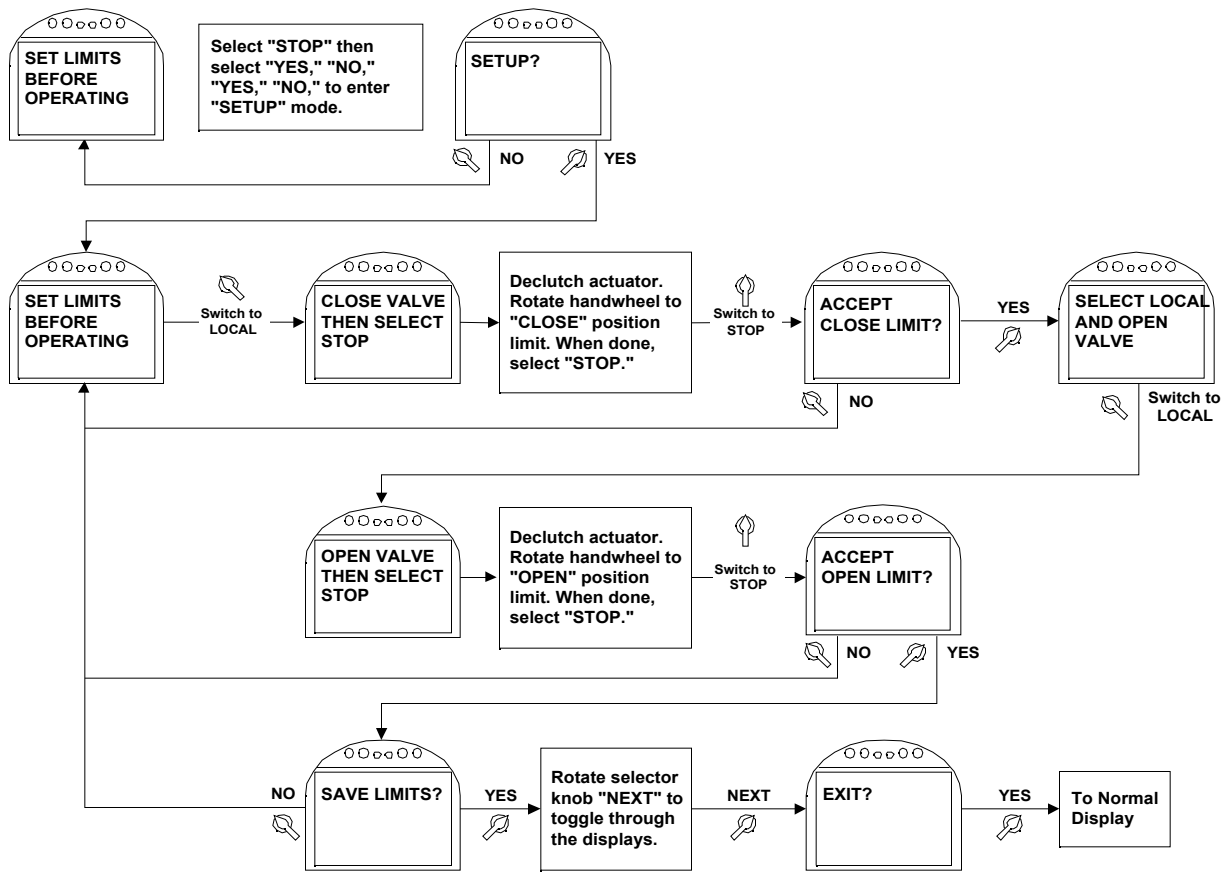 SET LIMITS
BEFORE
OPERATING
Select "STOP" then
select "YES," "NO,"
"YES," "NO," to enter
"SETUP" mode.
SETUP?
NO
YES
SET LIMITS
BEFORE
OPERATING
Switch to
LOCAL
CLOSE VALVE
THEN SELECT
STOP
Declutch actuator.
Rotate handwheel to
"CLOSE" position
limit. When done,
select "STOP."
Switch to
STOP
ACCEPT
CLOSE LIMIT?
YES
SELECT LOCAL
AND OPEN
VALVE
NO
Switch to
LOCAL
OPEN VALVE
THEN SELECT
STOP
Declutch actuator.
Rotate handwheel to
"OPEN" position
limit. When done,
select "STOP."
Switch to
STOP
ACCEPT
OPEN LIMIT?
NO
YES
NO
SAVE LIMITS?
YES
Rotate selector
knob "NEXT" to
toggle through
the displays.
NEXT
EXIT?
YES
To Normal
Display